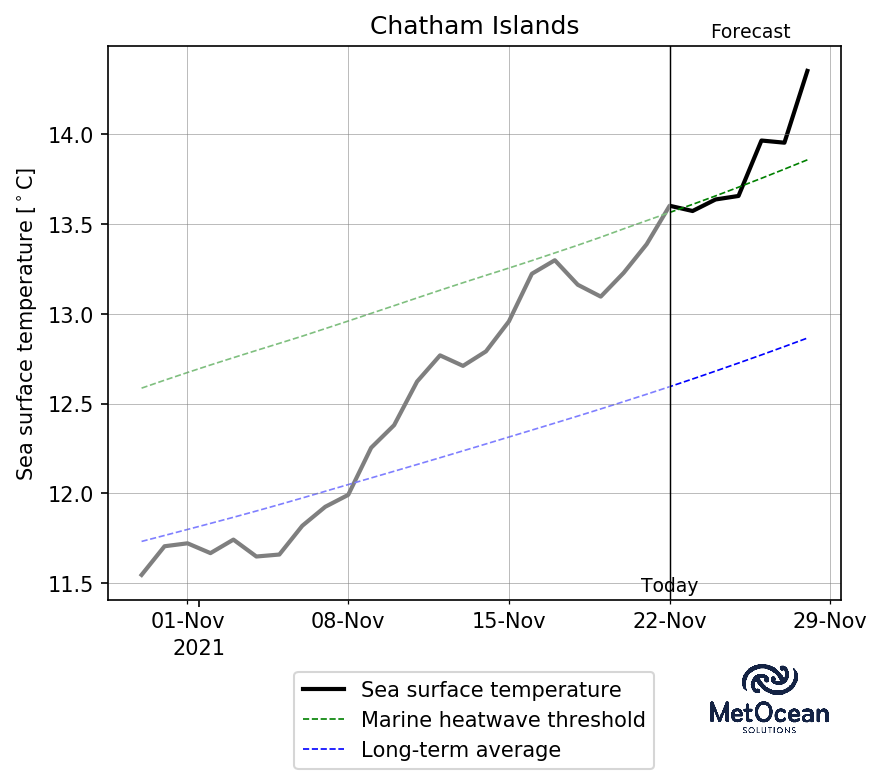 Chatham Islands
Forecast
Sea surface temperature [°C]
14.0
13.5
13.0
12.5
12.0
11.5
Today
01-Nov
2021
08-Nov
15-Nov
22-Nov
29-Nov
Sea surface temperature
Marine heatwave threshold
Long-term average
MetOcean
SOLUTIONS